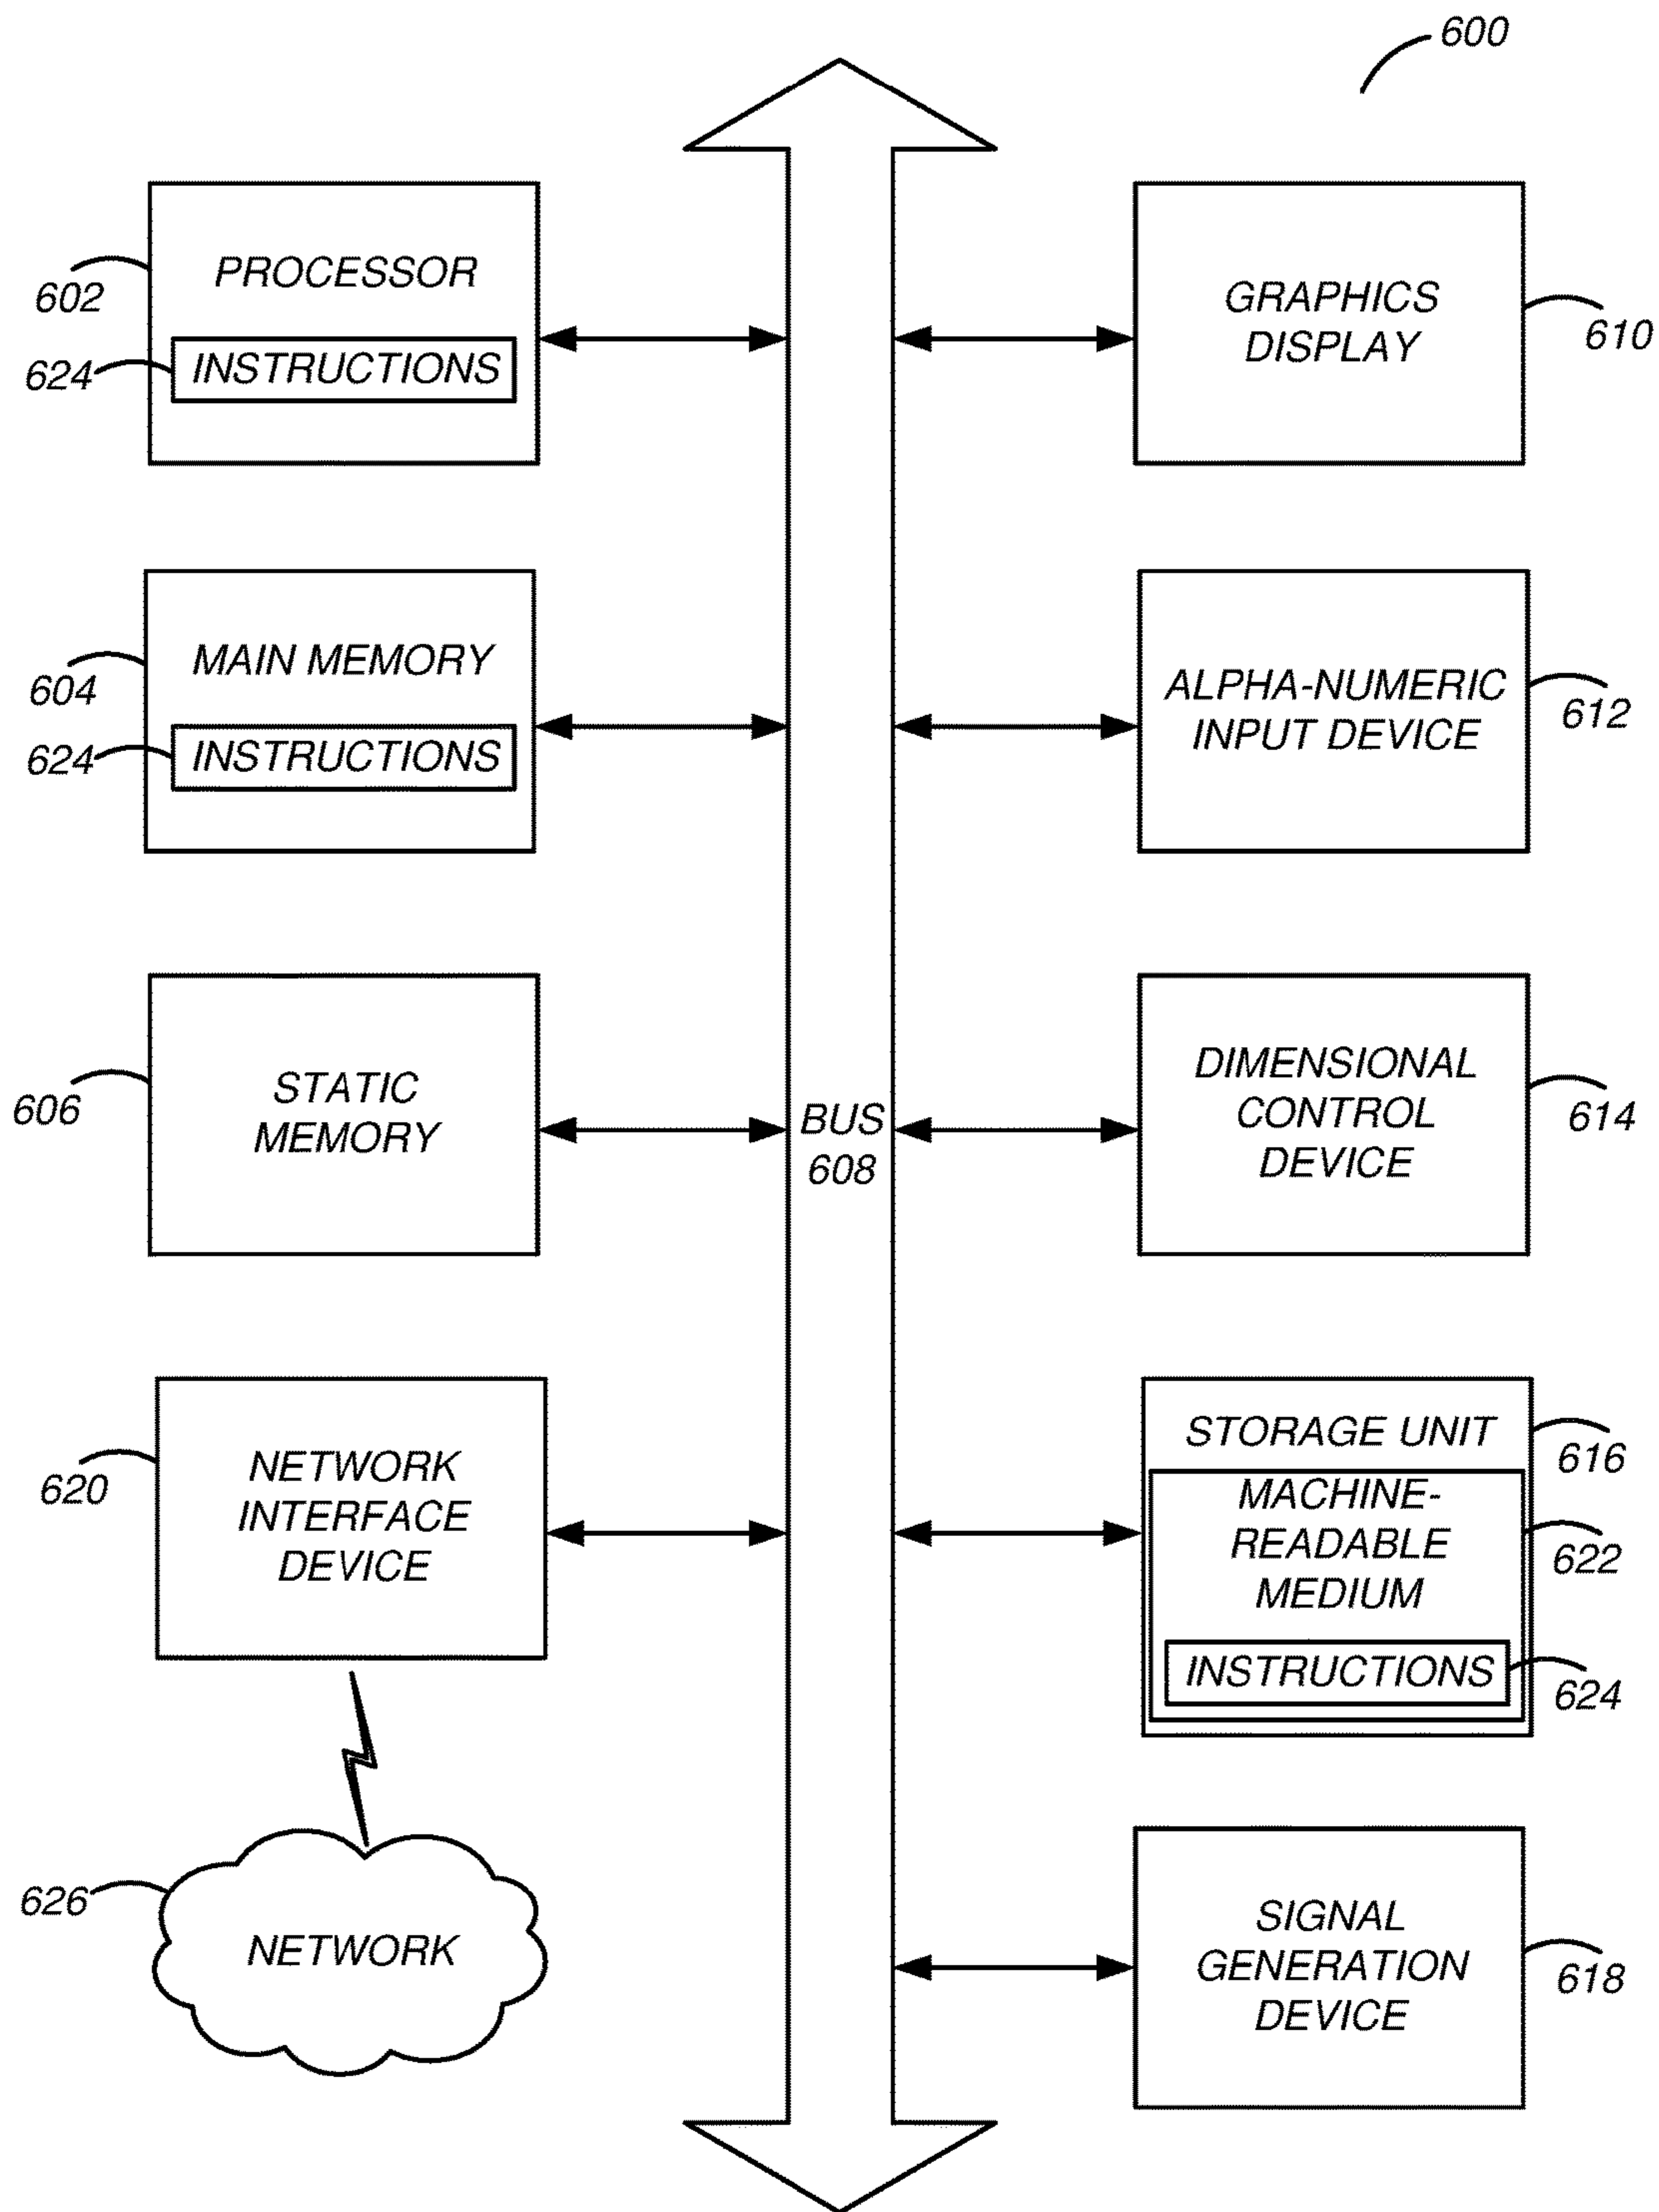 600
PROCESSOR
602
624
INSTRUCTIONS
GRAPHICS
DISPLAY
610
MAIN MEMORY
604
624
INSTRUCTIONS
ALPHA-NUMERIC
INPUT DEVICE
612
STATIC
MEMORY
606
BUS
608
DIMENSIONAL
CONTROL
DEVICE
614
NETWORK
INTERFACE
DEVICE
620
STORAGE UNIT
616
MACHINE-
READABLE
MEDIUM
622
INSTRUCTIONS
624
626
NETWORK
SIGNAL
GENERATION
DEVICE
618